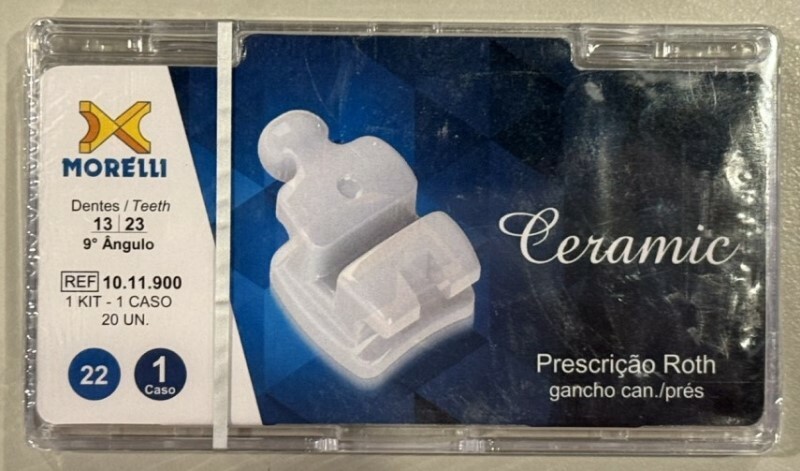 MORELLI
Dentes / Teeth
13 | 23
9° Ângulo
REF 10.11.900
1 KIT - 1 CASO
20 UN.
22
1
Caso
Ceramic
Prescrição Roth
gancho can./prés